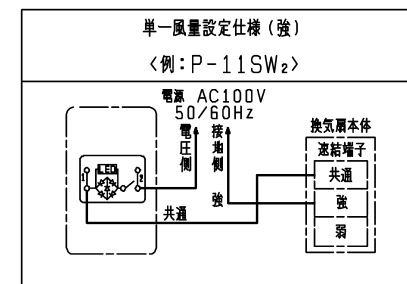 単一風量設定仕様(強)
〈例:P-11SW₂〉
電源 AC100V
50/60Hz
電圧側
接地側
換気扇本体
速結端子
共通
強
弱
LED
1
2
強
共通